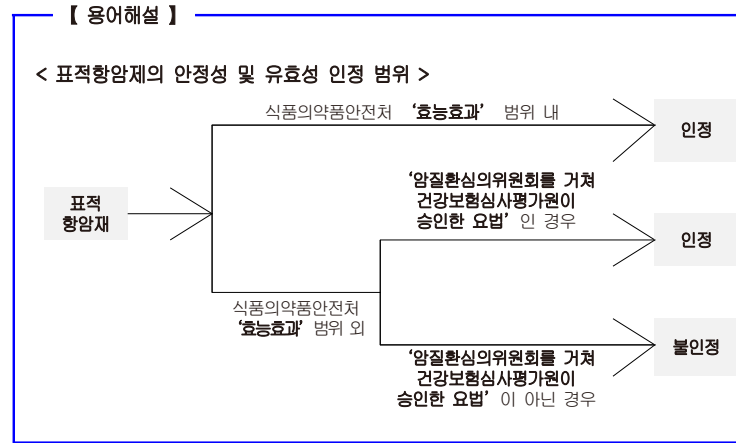 【 용어해설 】
< 표적항암제의 안정성 및 유효성 인정 범위 >
식품의약품안전처 ‘효능효과’ 범위 내
인정
‘암질환심의위원회를 거쳐
건강보험심사평가원이
승인한 요법’ 인 경우
표적
항암재
인정
식품의약품안전처
‘효능효과’ 범위 외
불인정
‘암질환심의위원회를 거쳐
건강보험심사평가원이
승인한 요법’ 이 아닌 경우